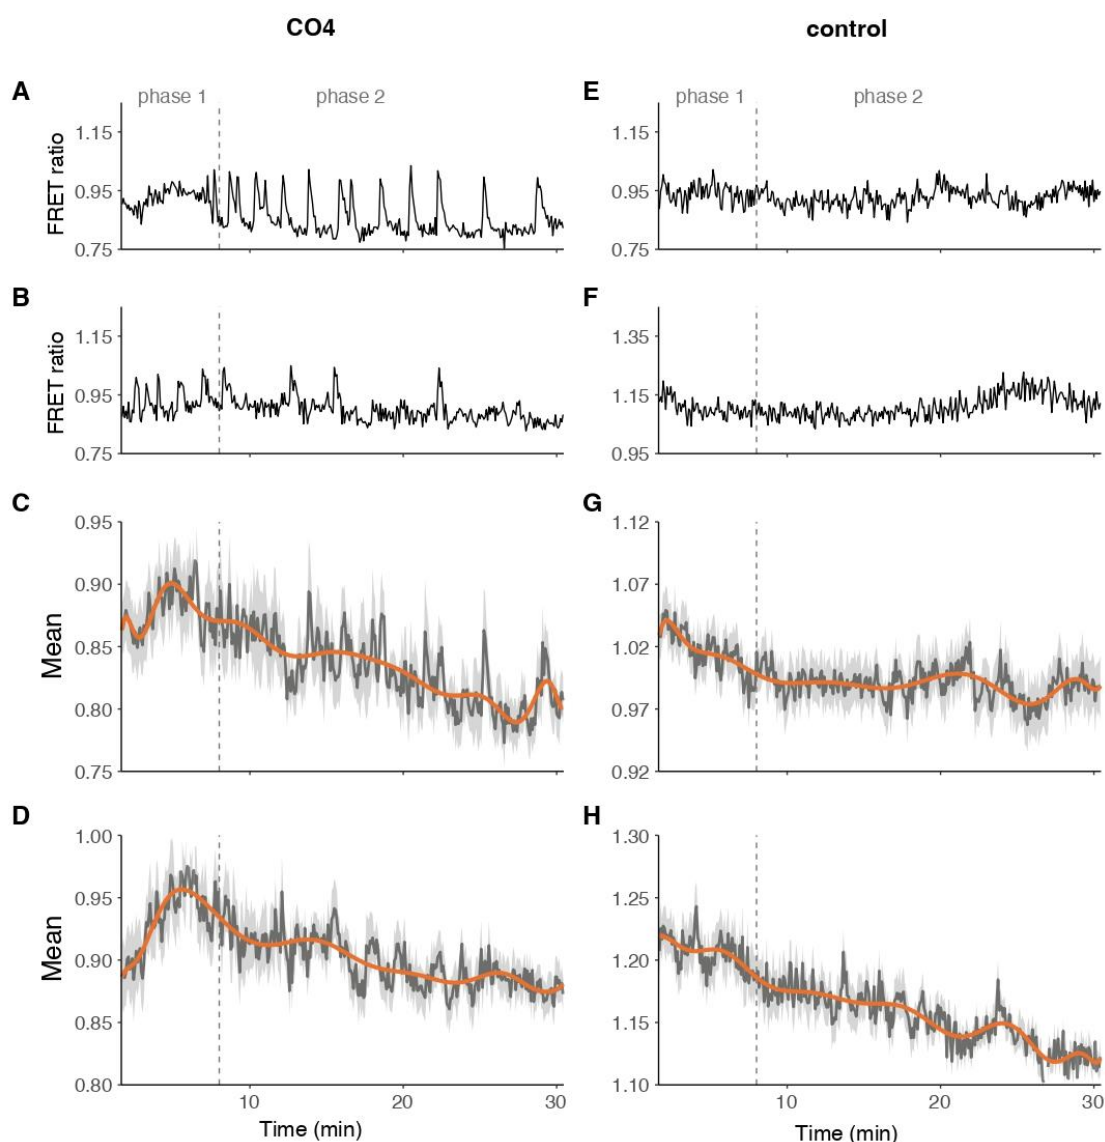 CO4
control
A
phase 1
phase 2
FRET ratio
1.15
0.95
0.75
E
phase 1
phase 2
1.15
0.95
0.75
B
FRET ratio
1.15
0.95
0.75
F
1.35
1.15
0.95
C
Mean
0.95
0.90
0.85
0.80
0.75
G
1.12
1.07
1.02
0.97
0.92
D
Mean
1.00
0.95
0.90
0.85
0.80
10
20
30
Time (min)
H
1.30
1.25
1.20
1.15
1.10
10
20
30
Time (min)